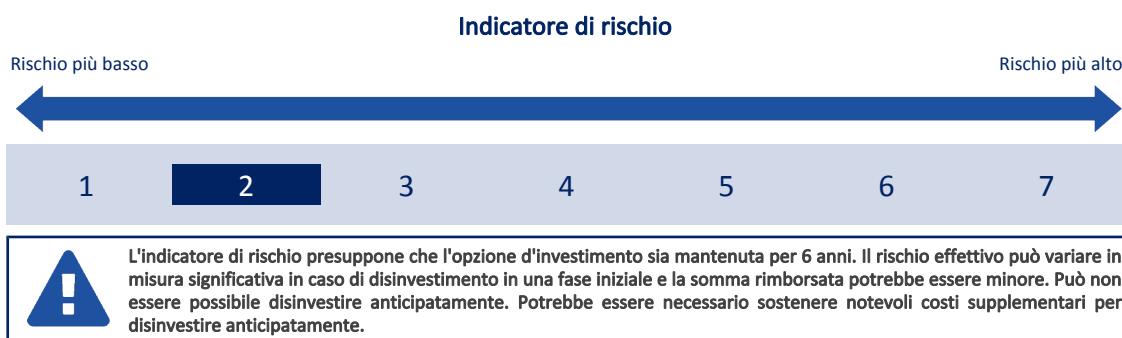 Indicatore di rischio
Rischio più basso
Rischio più alto
1 2 3 4 5 6 7
L'indicatore di rischio presuppone che l'opzione d'investimento sia mantenuta per 6 anni. Il rischio effettivo può variare in
misura significativa in caso di disinvestimento in una fase iniziale e la somma rimborsata potrebbe essere minore. Può non
essere possibile disinvestire anticipatamente. Potrebbe essere necessario sostenere notevoli costi supplementari per
disinvestire anticipatamente.